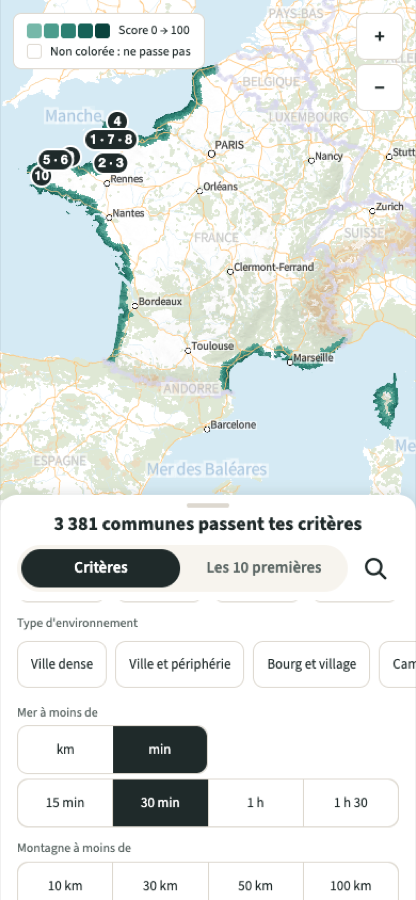 Score 0 → 100
Non colorée : ne passe pas
+
−
PAYS-BAS
BELGIQUE
LUXEMBOURG
Manche
4
1 · 7 · 8
5 · 6
2 · 3
10
PARIS
Rennes
Orléans
Nancy
Stutt
Nantes
Zurich
FRANCE
SUISSE
Clermont-Ferrand
Bordeaux
Toulouse
Marseille
ANDORRE
Barcelone
ESPAGNE
Mer des Baléares
Me
3 381 communes passent tes critères
Critères
Les 10 premières
Type d'environnement
Ville dense
Ville et périphérie
Bourg et village
Cam
Mer à moins de
km
min
15 min
30 min
1 h
1 h 30
Montagne à moins de
10 km
30 km
50 km
100 km